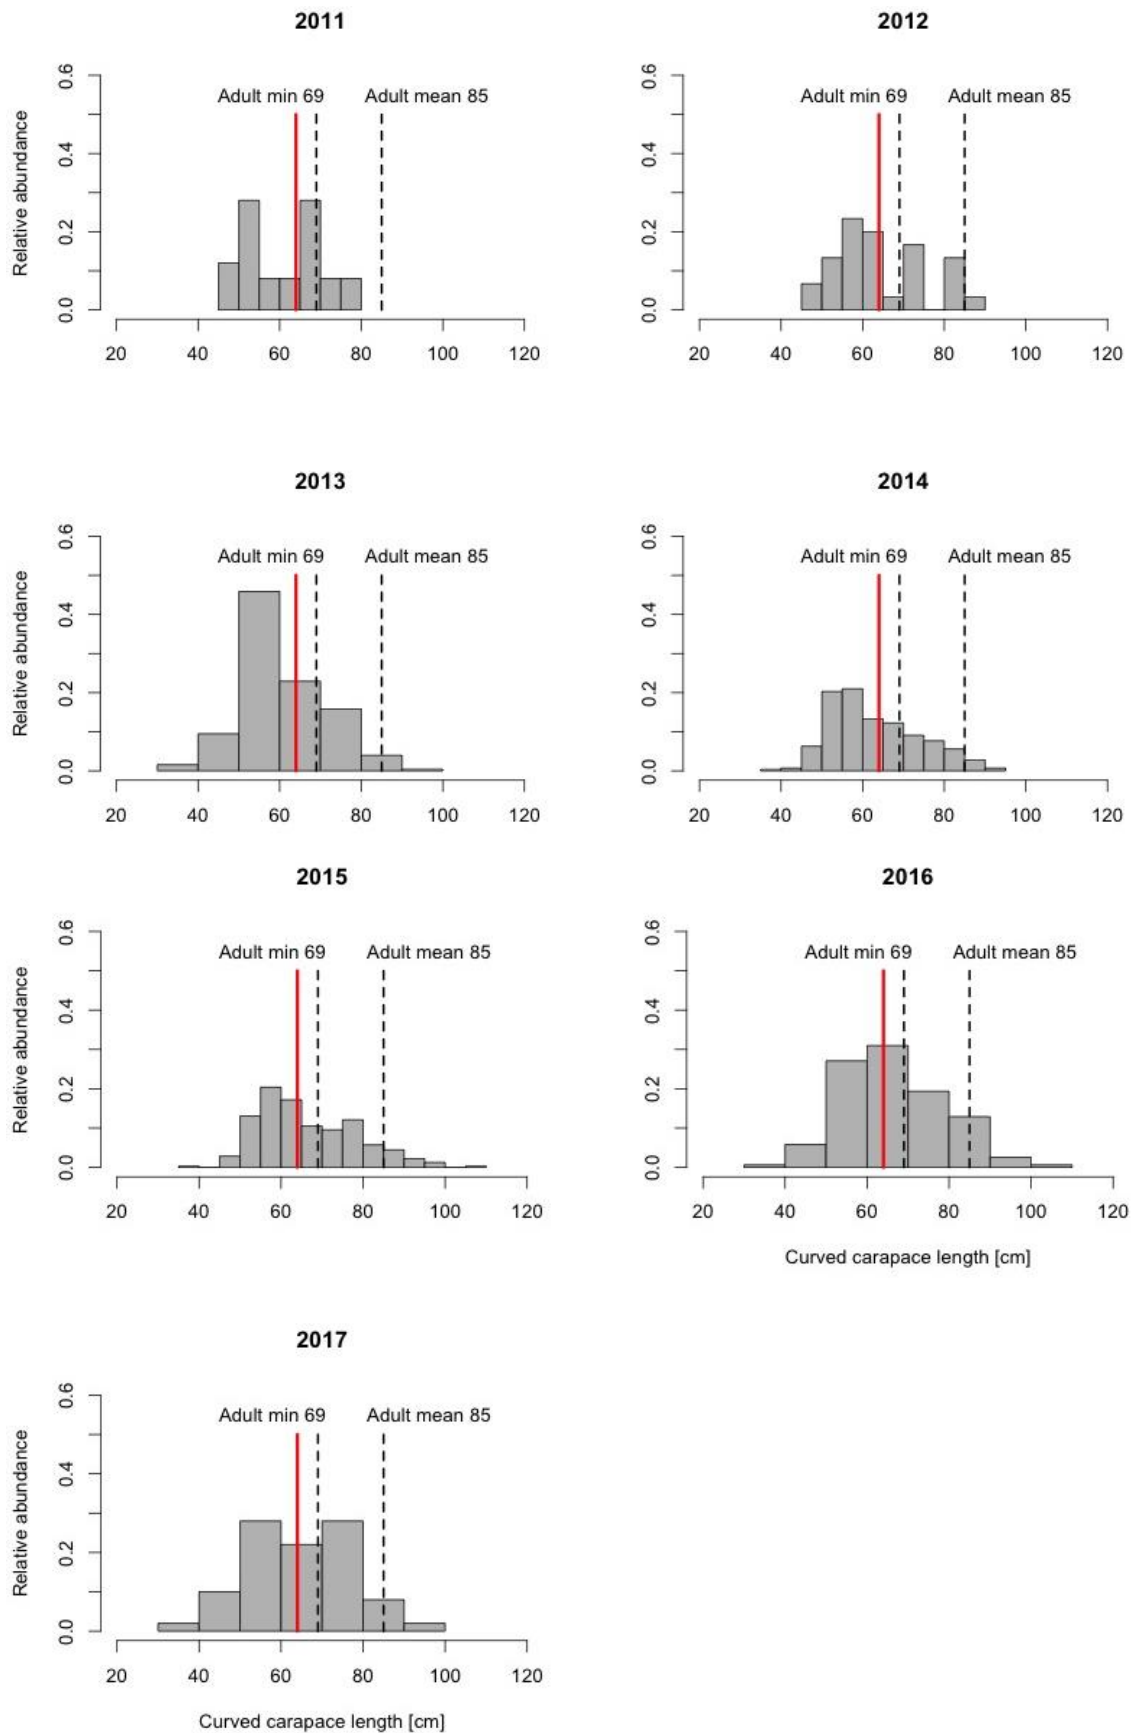 2011
2012
Adult min 69 Adult mean 85
Adult min 69 Adult mean 85
Relative abundance
0.6
0.4
0.2
0.0
0.6
0.4
0.2
0.0
20 40 60 80 100 120
20 40 60 80 100 120
2013
2014
Adult min 69 Adult mean 85
Adult min 69 Adult mean 85
Relative abundance
0.6
0.4
0.2
0.0
0.6
0.4
0.2
0.0
20 40 60 80 100 120
20 40 60 80 100 120
2015
2016
Adult min 69 Adult mean 85
Adult min 69 Adult mean 85
Relative abundance
0.6
0.4
0.2
0.0
0.6
0.4
0.2
0.0
20 40 60 80 100 120
20 40 60 80 100 120
Curved carapace length [cm]
2017
Adult min 69 Adult mean 85
Relative abundance
0.6
0.4
0.2
0.0
20 40 60 80 100 120
Curved carapace length [cm]